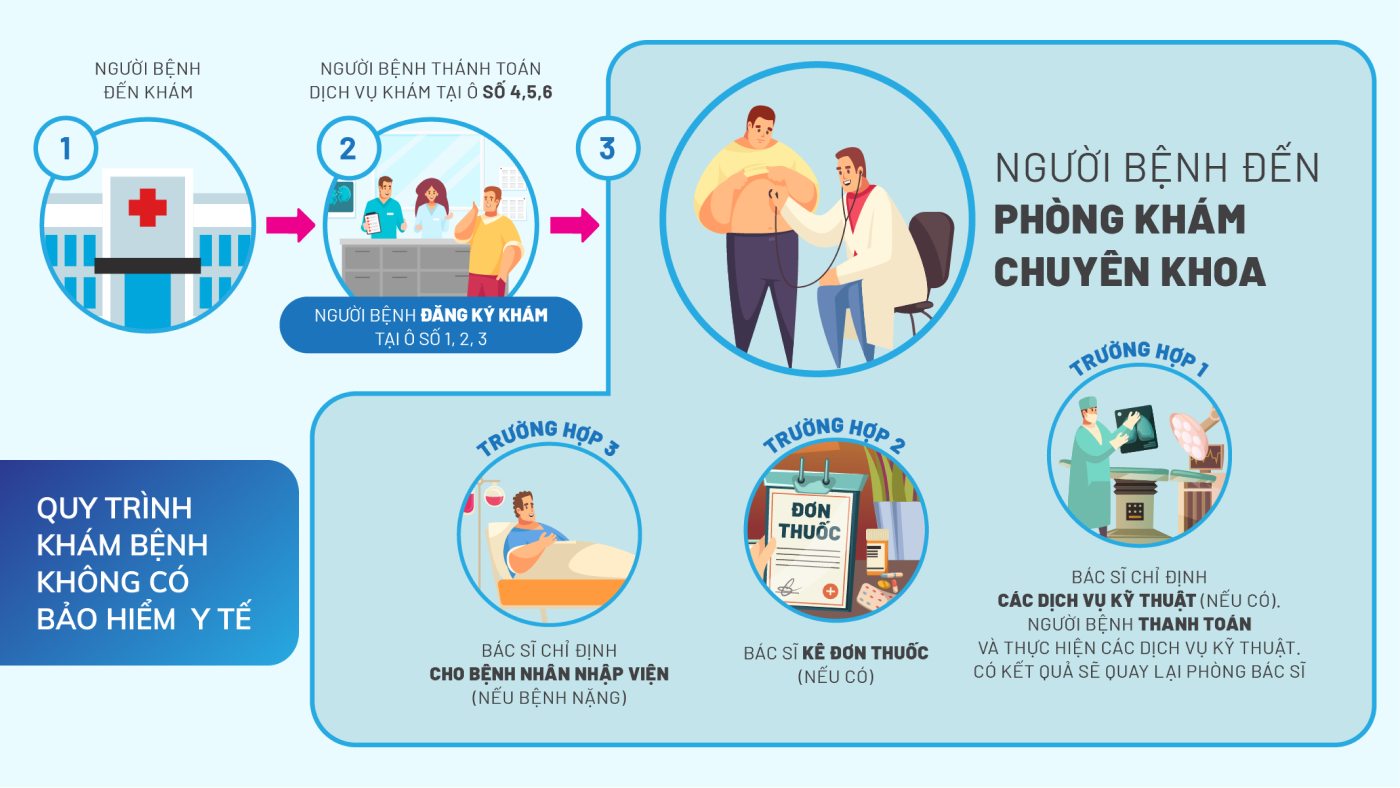 NGƯỜI BỆNH
ĐẾN KHÁM
1
NGƯỜI BỆNH THÁNH TOÁN
DỊCH VỤ KHÁM TẠI Ô SỐ 4,5,6
2
NGƯỜI BỆNH ĐĂNG KÝ KHÁM
TẠI Ô SỐ 1, 2, 3
3
NGƯỜI BỆNH ĐẾN
PHÒNG KHÁM
CHUYÊN KHOA
TRƯỜNG HỢP 1
BÁC SĨ CHỈ ĐỊNH
CÁC DỊCH VỤ KỸ THUẬT (NẾU CÓ).
NGƯỜI BỆNH THANH TOÁN
VÀ THỰC HIỆN CÁC DỊCH VỤ KỸ THUẬT.
CÓ KẾT QUẢ SẼ QUAY LẠI PHÒNG BÁC SĨ
TRƯỜNG HỢP 2
ĐƠN
THUỐC
BÁC SĨ KÊ ĐƠN THUỐC
(NẾU CÓ)
TRƯỜNG HỢP 3
BÁC SĨ CHỈ ĐỊNH
CHO BỆNH NHÂN NHẬP VIỆN
(NẾU BỆNH NẶNG)
QUY TRÌNH
KHÁM BỆNH
KHÔNG CÓ
BẢO HIỂM Y TẾ